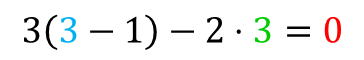 3(3 − 1) − 2 · 3 = 0